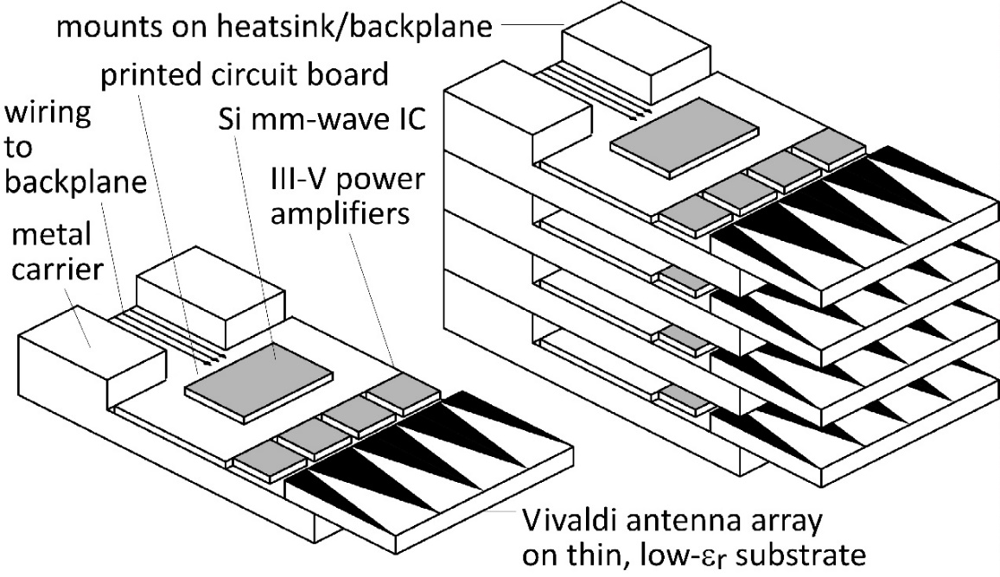 mounts on heatsink/backplane
printed circuit board
wiring
to
backplane
Si mm-wave IC
III-V power
amplifiers
metal
carrier
Vivaldi antenna array
on thin, low-εr substrate